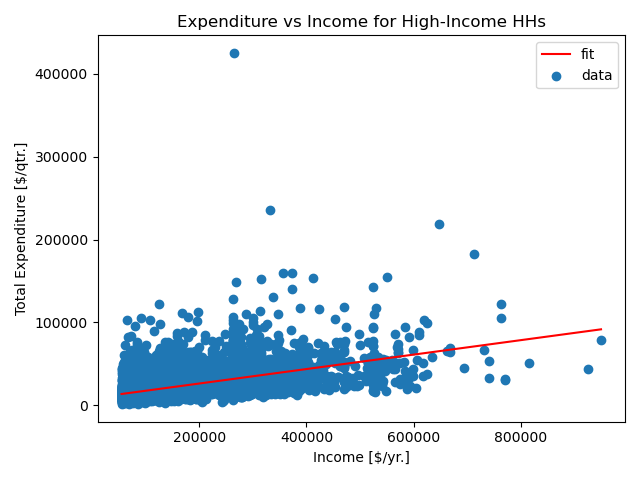 Expenditure vs Income for High-Income HHs
fit
data
Total Expenditure [$/qtr.]
400000
300000
200000
100000
0
200000 400000 600000 800000
Income [$/yr.]